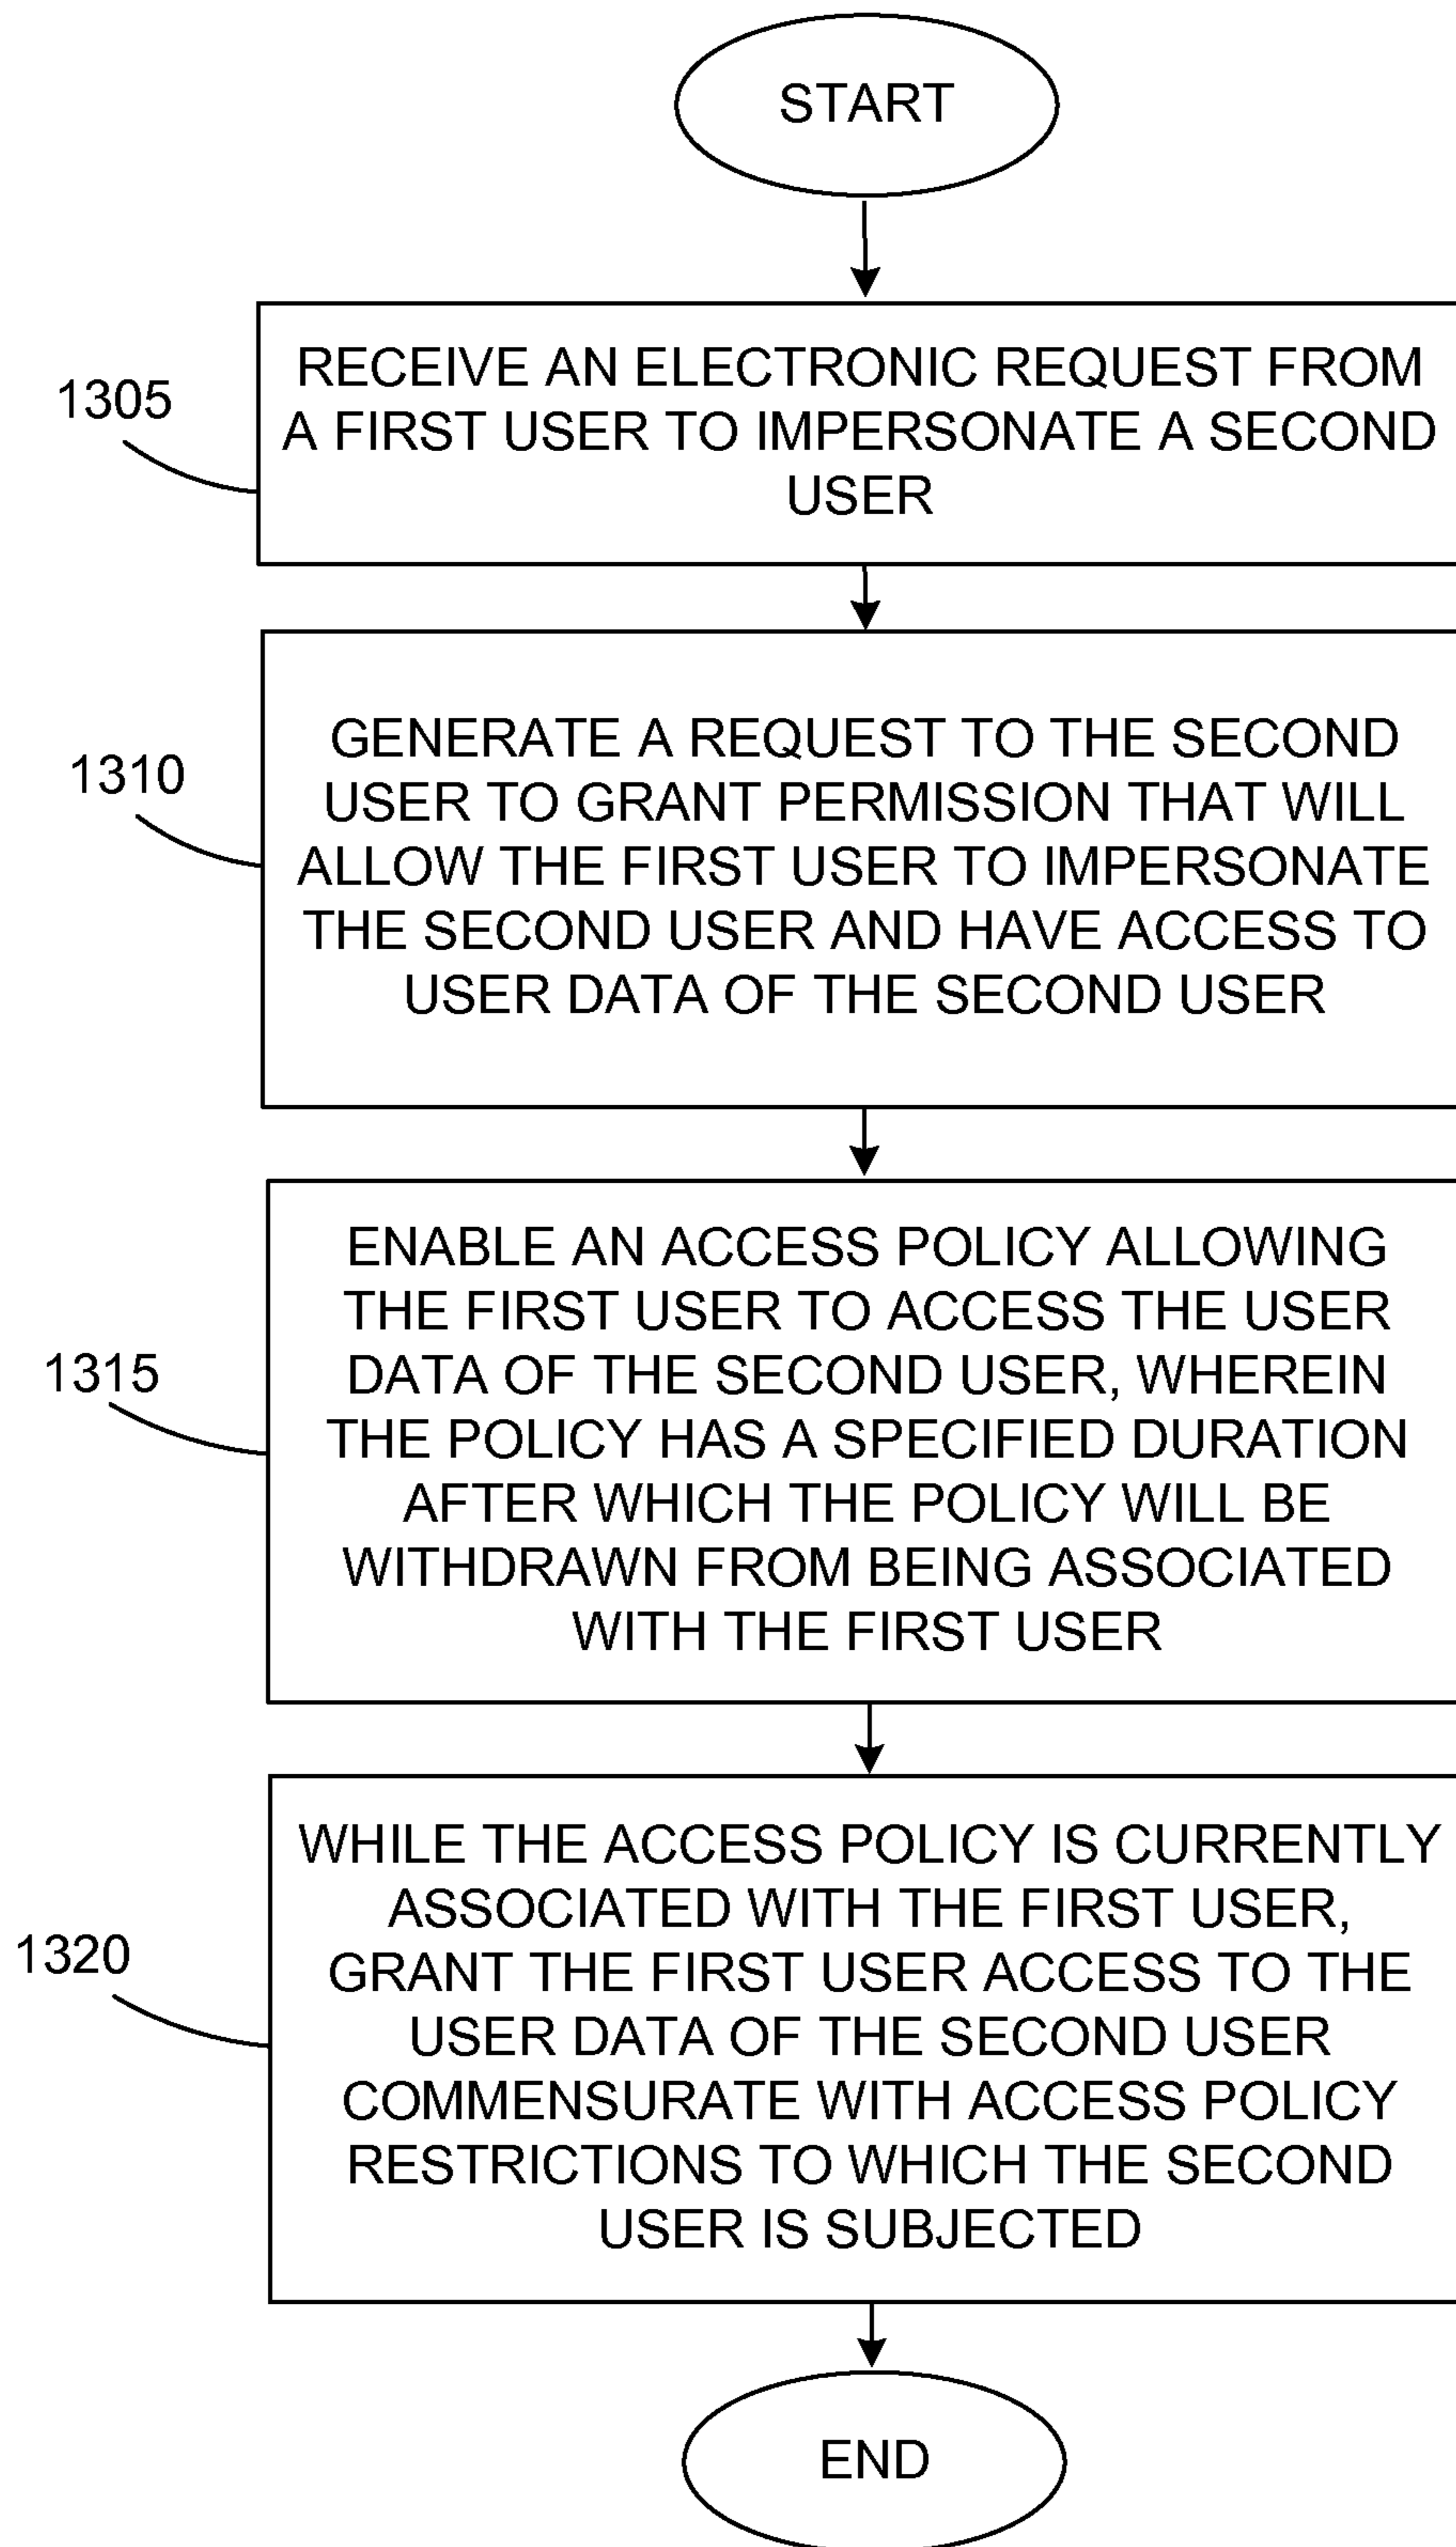 START
1305
RECEIVE AN ELECTRONIC REQUEST FROM
A FIRST USER TO IMPERSONATE A SECOND
USER
1310
GENERATE A REQUEST TO THE SECOND
USER TO GRANT PERMISSION THAT WILL
ALLOW THE FIRST USER TO IMPERSONATE
THE SECOND USER AND HAVE ACCESS TO
USER DATA OF THE SECOND USER
1315
ENABLE AN ACCESS POLICY ALLOWING
THE FIRST USER TO ACCESS THE USER
DATA OF THE SECOND USER, WHEREIN
THE POLICY HAS A SPECIFIED DURATION
AFTER WHICH THE POLICY WILL BE
WITHDRAWN FROM BEING ASSOCIATED
WITH THE FIRST USER
1320
WHILE THE ACCESS POLICY IS CURRENTLY
ASSOCIATED WITH THE FIRST USER,
GRANT THE FIRST USER ACCESS TO THE
USER DATA OF THE SECOND USER
COMMENSURATE WITH ACCESS POLICY
RESTRICTIONS TO WHICH THE SECOND
USER IS SUBJECTED
END